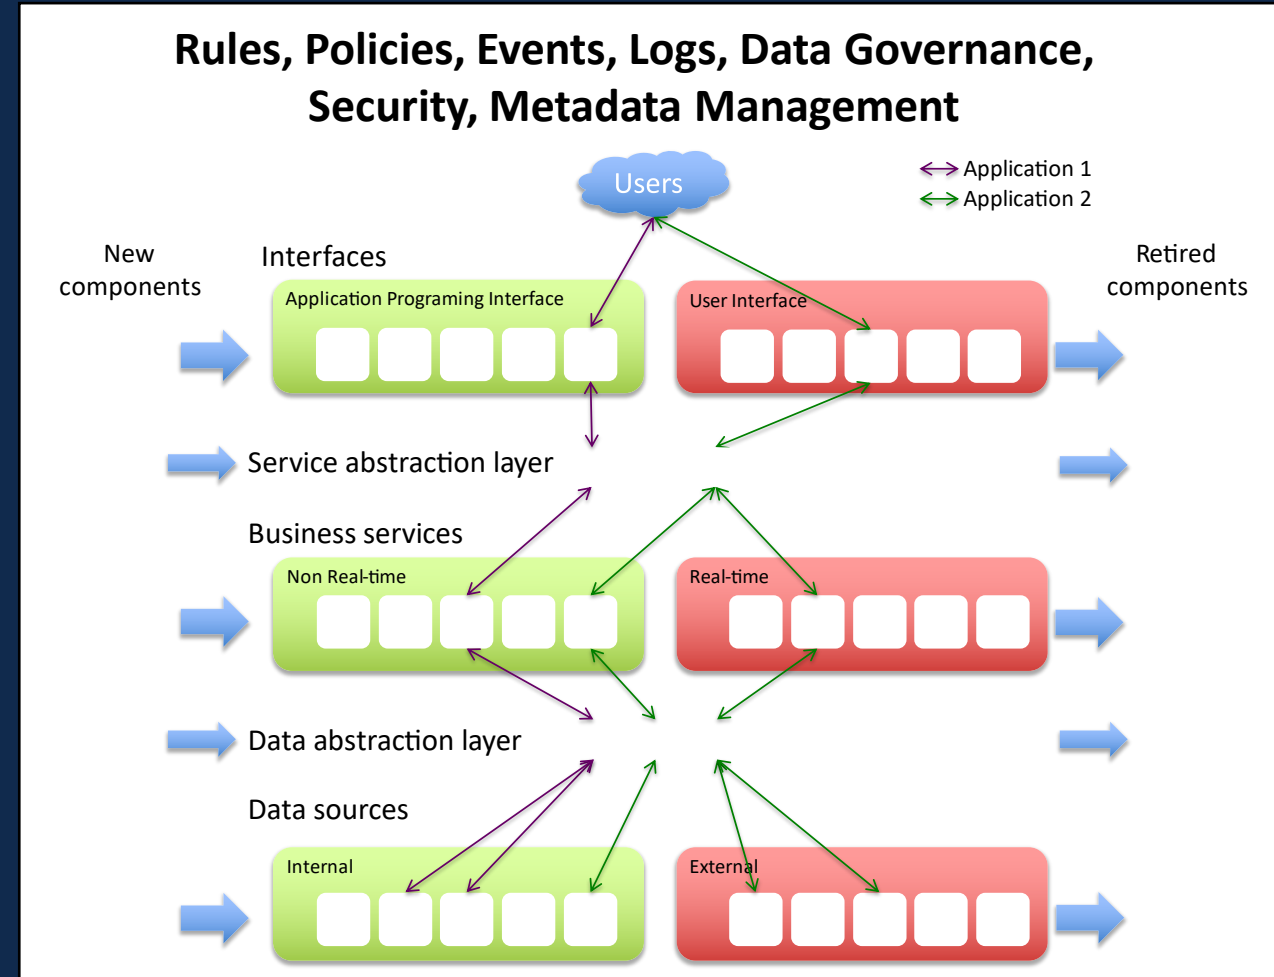 Rules, Policies, Events, Logs, Data Governance,
Security, Metadata Management
Users
Application 1
Application 2
New
components
Interfaces
Retired
components
Application Programing Interface
User Interface
Service abstraction layer
Business services
Non Real-time
Real-time
Data abstraction layer
Data sources
Internal
External